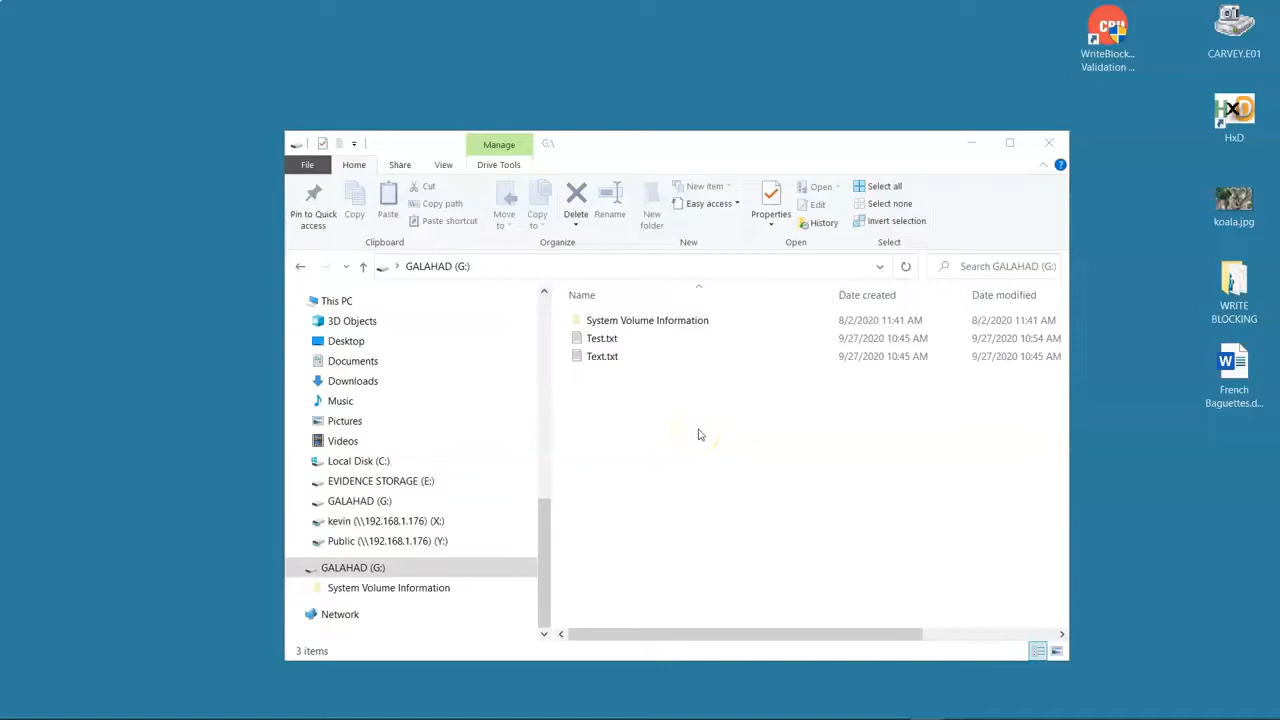 CPU
WriteBlock...
Validation ...
CARVEY.E01
HxD
HxD
koala.jpg
WRITE
BLOCKING
W
French
Baguettes.d...
Manage
G:\
File
Home
Share
View
Drive Tools
?
Pin to Quick
access
Copy
Paste
Cut
Copy path
Paste shortcut
Clipboard
Move
to
Copy
to
Delete
Rename
Organize
New
folder
New item
Easy access
New
Properties
Open
Edit
History
Open
Select all
Select none
Invert selection
Select
GALAHAD (G:)
Search GALAHAD (G:)
This PC
3D Objects
Desktop
Documents
Downloads
Music
Pictures
Videos
Local Disk (C:)
EVIDENCE STORAGE (E:)
GALAHAD (G:)
kevin (\\192.168.1.176) (X:)
Public (\\192.168.1.176) (Y:)
GALAHAD (G:)
System Volume Information
Network
Name Date created Date modified
System Volume Information 8/2/2020 11:41 AM 8/2/2020 11:41 AM
Test.txt 9/27/2020 10:45 AM 9/27/2020 10:54 AM
Text.txt 9/27/2020 10:45 AM 9/27/2020 10:45 AM
3 items